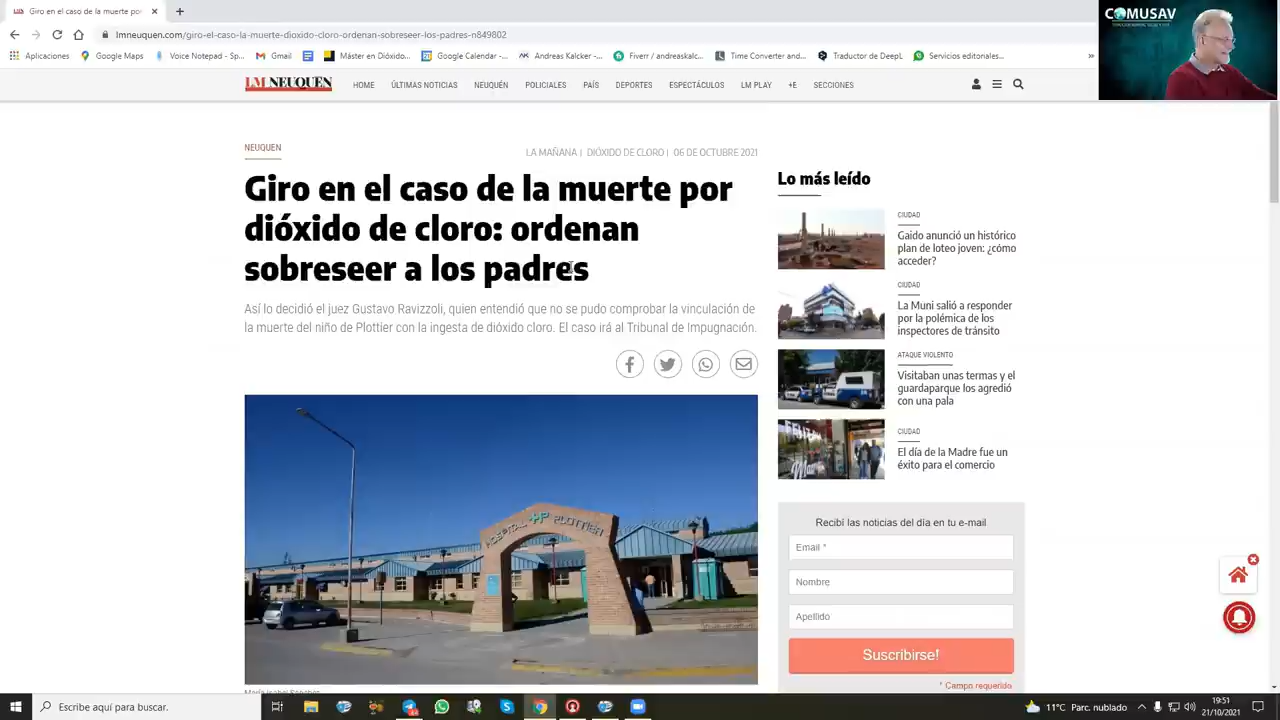 Giro en el caso de la muerte por
lmneuquen.com/giro-el-caso-la-muerte-dioxido-cloro-ordenan-sobreseer-
849802
COMUSAV
Aplicaciones
Google Maps
Voice Notepad - Sp...
Gmail
Máster en Dióxido...
Google Calendar -...
Andreas Kalcker -...
Fiverr / andreaskalc...
Time Converter and...
Traductor de DeepL
Servicios editoriales...
»
LM NEUQUEN
HOME
ÚLTIMAS NOTICIAS
NEUQUÉN
POLICIALES
PAÍS
DEPORTES
ESPECTÁCULOS
LM PLAY
+E
SECCIONES
NEUQUEN
LA MAÑANA | DIÓXIDO DE CLORO | 06 DE OCTUBRE 2021
Giro en el caso de la muerte por
dióxido de cloro: ordenan
sobreseer a los padres
Así lo decidió el juez Gustavo Ravizzoli, quien entendió que no se pudo comprobar la vinculación de
la muerte del niño de Plottier con la ingesta de dióxido cloro. El caso irá al Tribunal de Impugnación.
HOSPITAL PLOTTIER
María Isabel Sánchez
Lo más leído
CIUDAD
Gaido anunció un histórico
plan de loteo joven: ¿cómo
acceder?
CIUDAD
La Muni salió a responder
por la polémica de los
inspectores de tránsito
ATAQUE VIOLENTO
Visitaban unas termas y el
guardaparque los agredió
con una pala
CIUDAD
El día de la Madre fue un
éxito para el comercio
Recibí las noticias del día en tu e-mail
Email *
Nombre
Apellido
Suscribirse!
* Campo requerido
Escribe aquí para buscar.
11°C Parc. nublado
19:51
21/10/2021